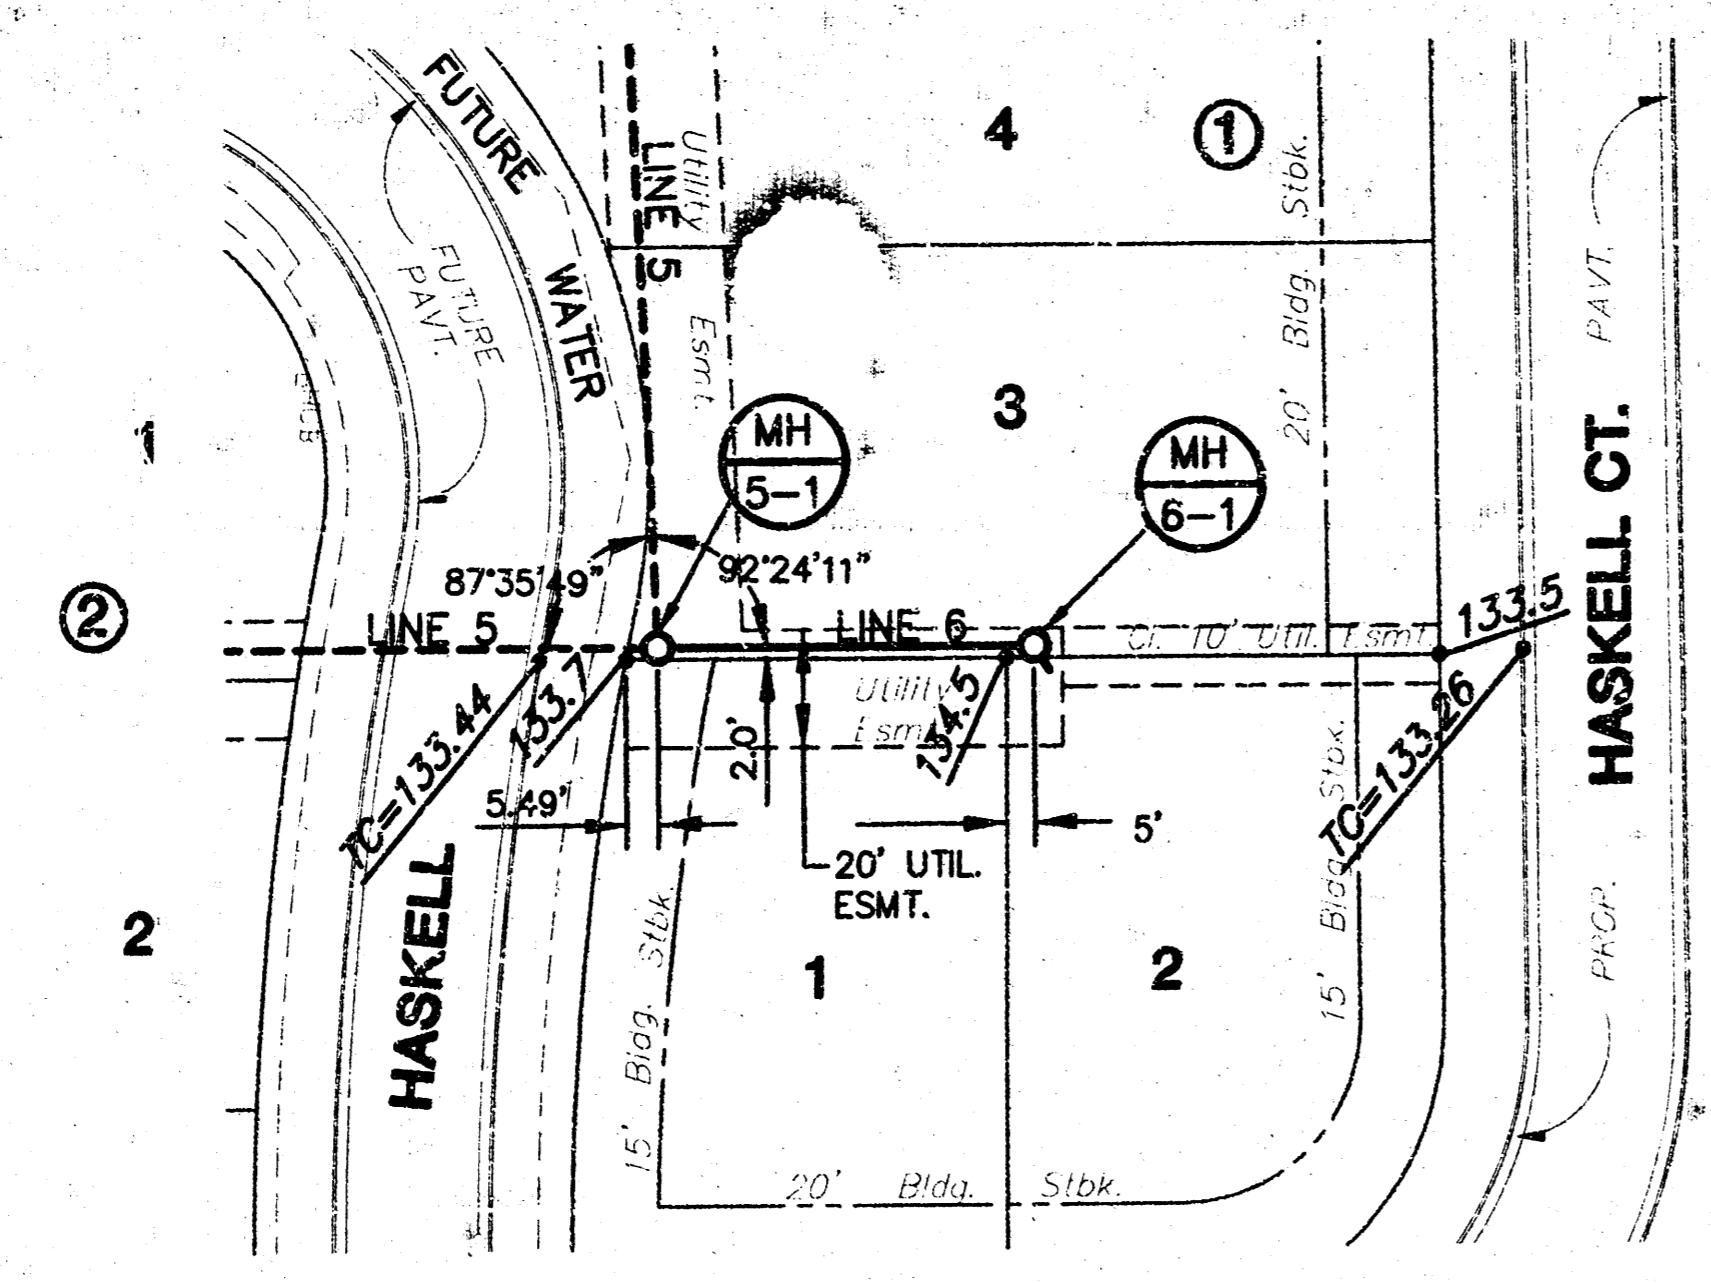 FUTURE
WATER
LINE 5
Utility
Esmt.
4
1
20' Bldg. Stbk.
PAVT.
FUTURE
PAVT.
1
3
MH
5-1
MH
6-1
HASKELL CT.
87°35'49"
92°24'11"
2
LINE 5
LINE 6
Cl. 10' Util. Esmt.
133.5
TC=133.44
133.7
Utility
Esmt.
134.5
TC=133.26
2.0'
5.49'
5'
20' UTIL.
ESMT.
HASKELL
2
1
2
15' Bldg. Stbk.
15' Bldg. Stbk.
PROP.
20' Bldg. Stbk.